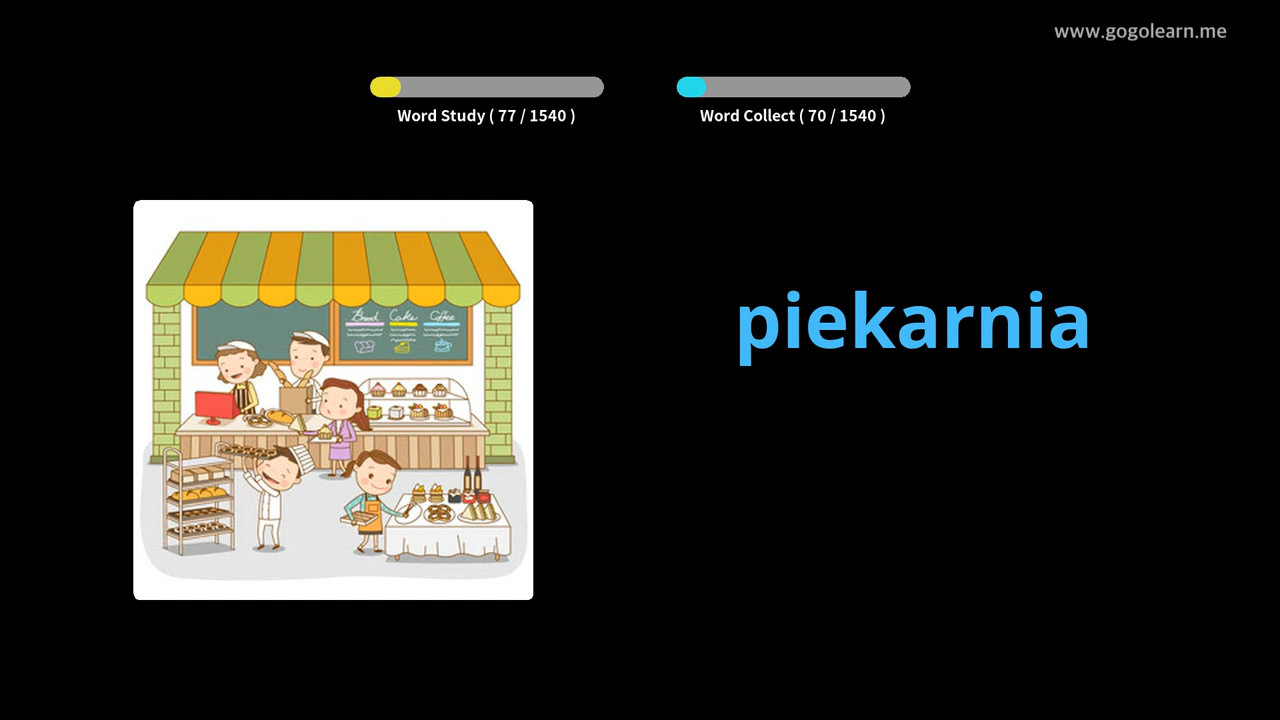 www.gogolearn.me
Word Study ( 77 / 1540 )
Word Collect ( 70 / 1540 )
Bread Cake Coffee
piekarnia